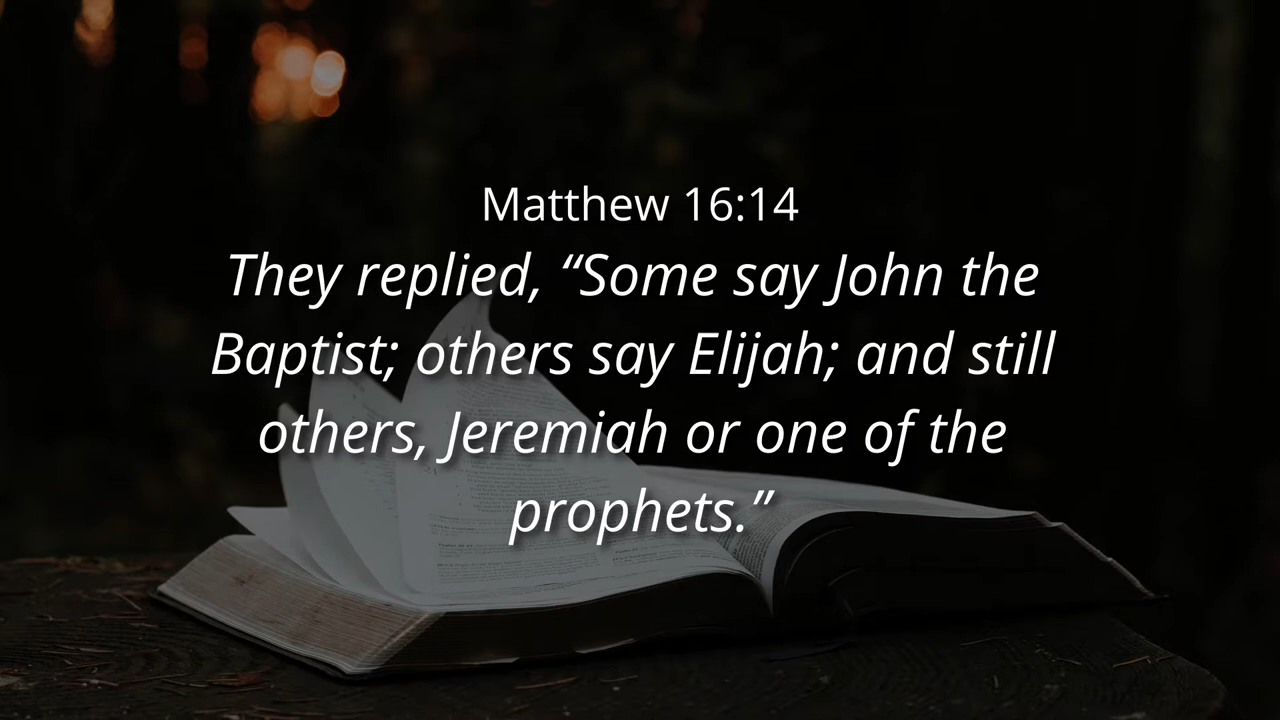 Matthew 16:14
They replied, “Some say John the
Baptist; others say Elijah; and still
others, Jeremiah or one of the
prophets.”